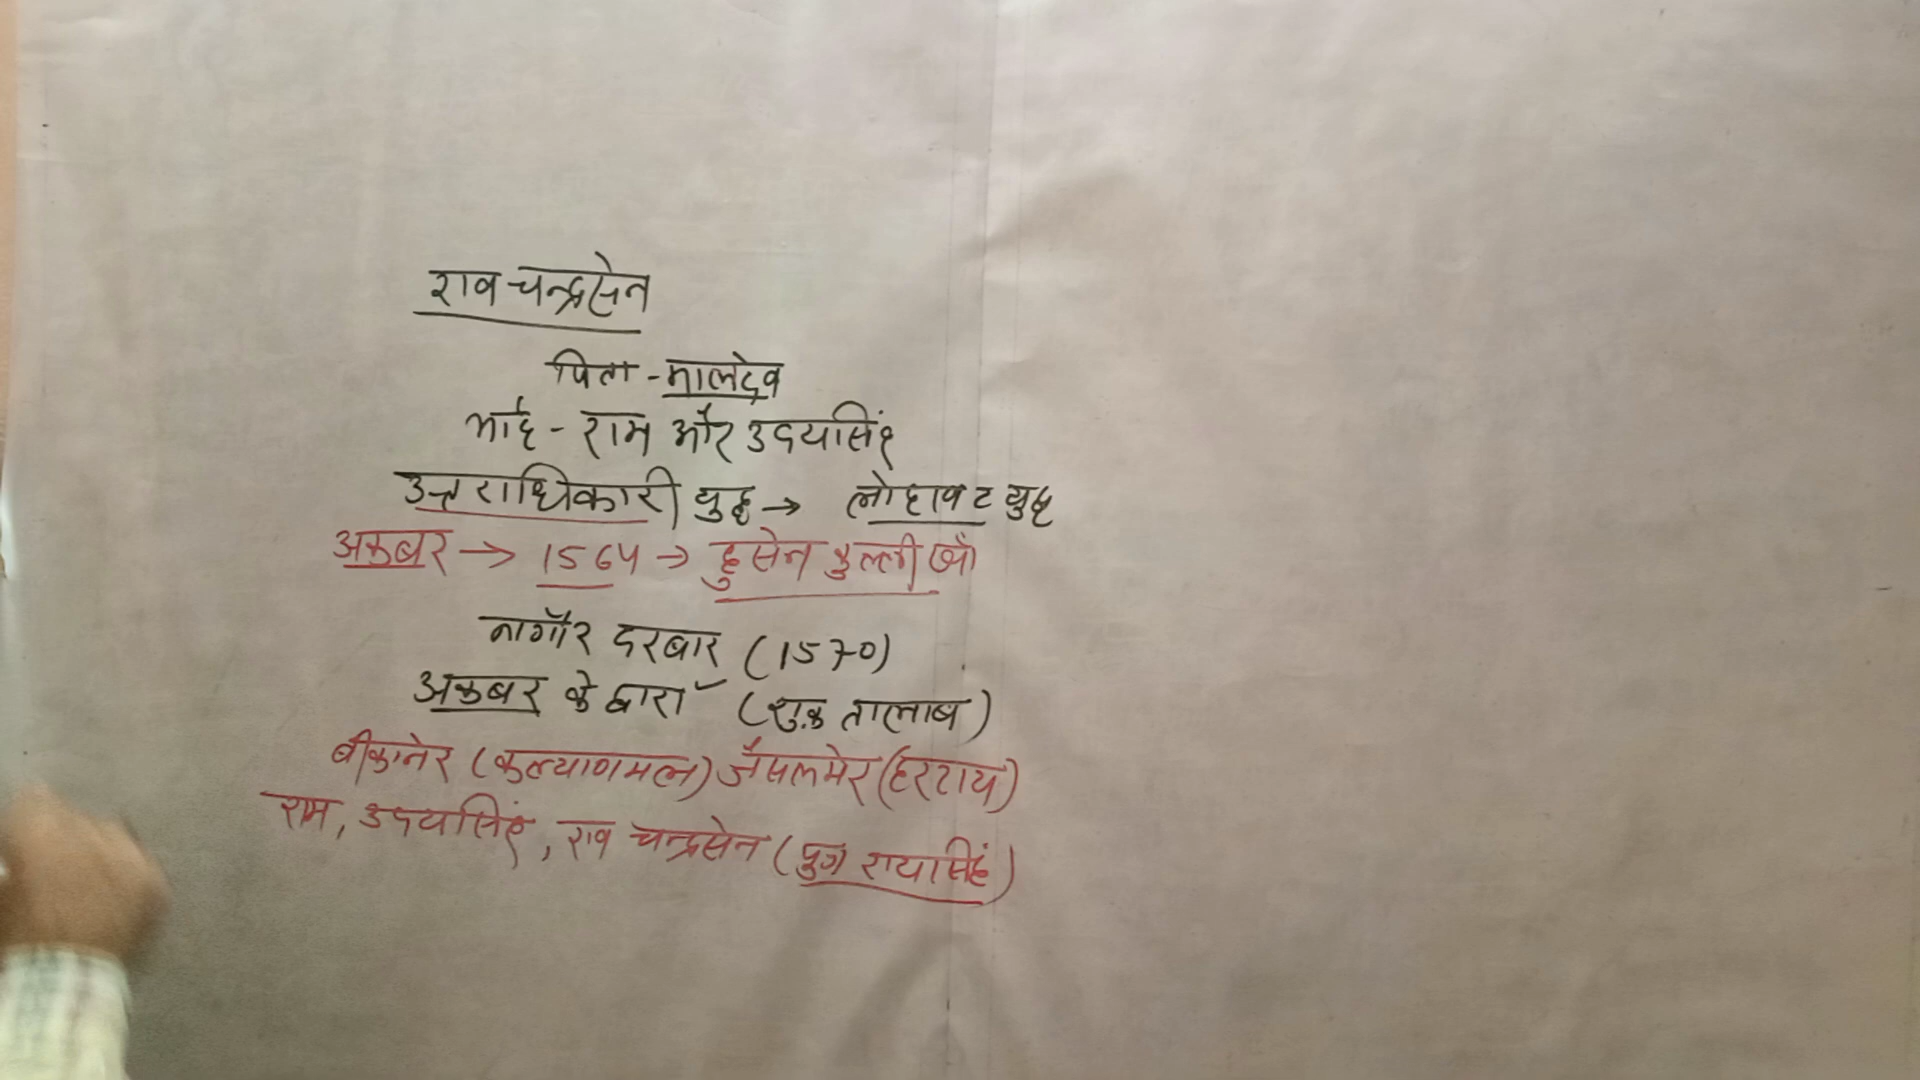 राव चन्द्रसेन
पिता - मालदेव
भाई - राम और उदयसिंह
उत्तराधिकारी युद्ध → लोहावट युद्ध
अकबर → 1564 → हुसेन कुल्ली खाँ
नागौर दरबार (1570)
अकबर के द्वारा (शुक्र तालाब)
बीकानेर (कल्याणमल) जैसलमेर (हरराय)
राम, उदयसिंह, राव चन्द्रसेन (पुत्र रायसिंह)